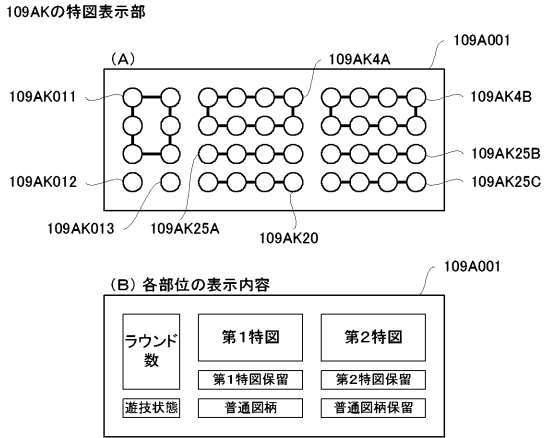 109AKの特図表示部
(A)
109A001
109AK4A
109AK011
109AK4B
109AK25B
109AK012
109AK25C
109AK013
109AK25A
109AK20
109A001
(B)各部位の表示内容
ラウンド
数
第1特図
第2特図
第1特図保留
第2特図保留
遊技状態
普通図柄
普通図柄保留